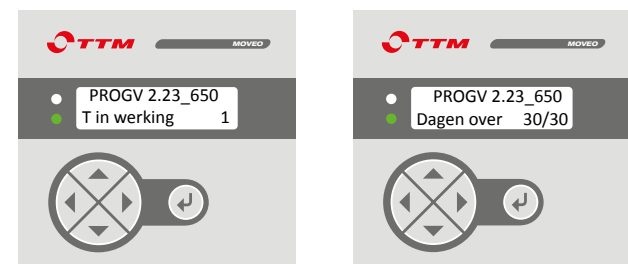 TTM MOVEO
PROGV 2.23_650
T in werking 1
TTM MOVEO
PROGV 2.23_650
Dagen over 30/30